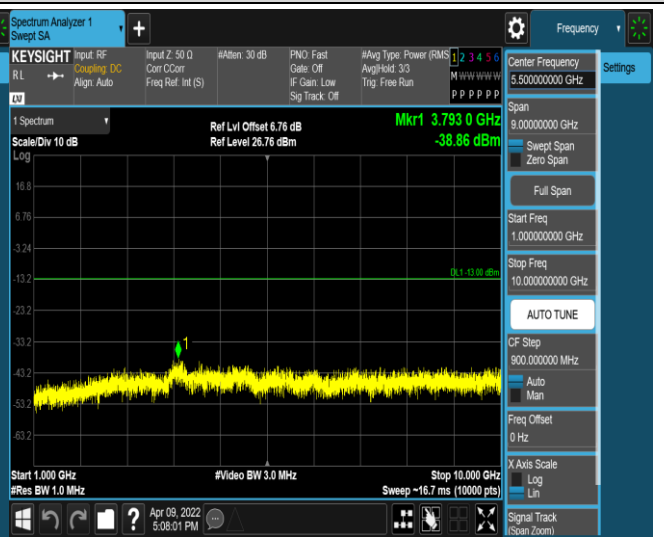 Spectrum Analyzer 1
Swept SA
+
Frequency
KEYSIGHT
RL
Input: RF
Coupling: DC
Align: Auto
Input Z: 50 Ω
Corr CCorr
Freq Ref: Int (S)
#Atten: 30 dB
PNO: Fast
Gate: Off
IF Gain: Low
Sig Track: Off
#Avg Type: Power (RMS
Avg|Hold: 3/3
Trig: Free Run
1 2 3 4 5 6
M W W W W W
P P P P P P
LXI
1 Spectrum
Scale/Div 10 dB
Log
Ref Lvl Offset 6.76 dB
Ref Level 26.76 dBm
Mkr1 3.793 0 GHz
-38.86 dBm
16.8
6.76
-3.24
-13.2
-23.2
-33.2
-43.2
-53.2
-63.2
DL1 -13.00 dBm
1
Start 1.000 GHz
#Res BW 1.0 MHz
#Video BW 3.0 MHz
Stop 10.000 GHz
Sweep ~16.7 ms (10000 pts)
Apr 09, 2022
5:08:01 PM
?
Center Frequency
5.500000000 GHz
Span
9.00000000 GHz
Swept Span
Zero Span
Full Span
Start Freq
1.000000000 GHz
Stop Freq
10.000000000 GHz
AUTO TUNE
CF Step
900.000000 MHz
Auto
Man
Freq Offset
0 Hz
X Axis Scale
Log
Lin
Signal Track
(Span Zoom)
Settings